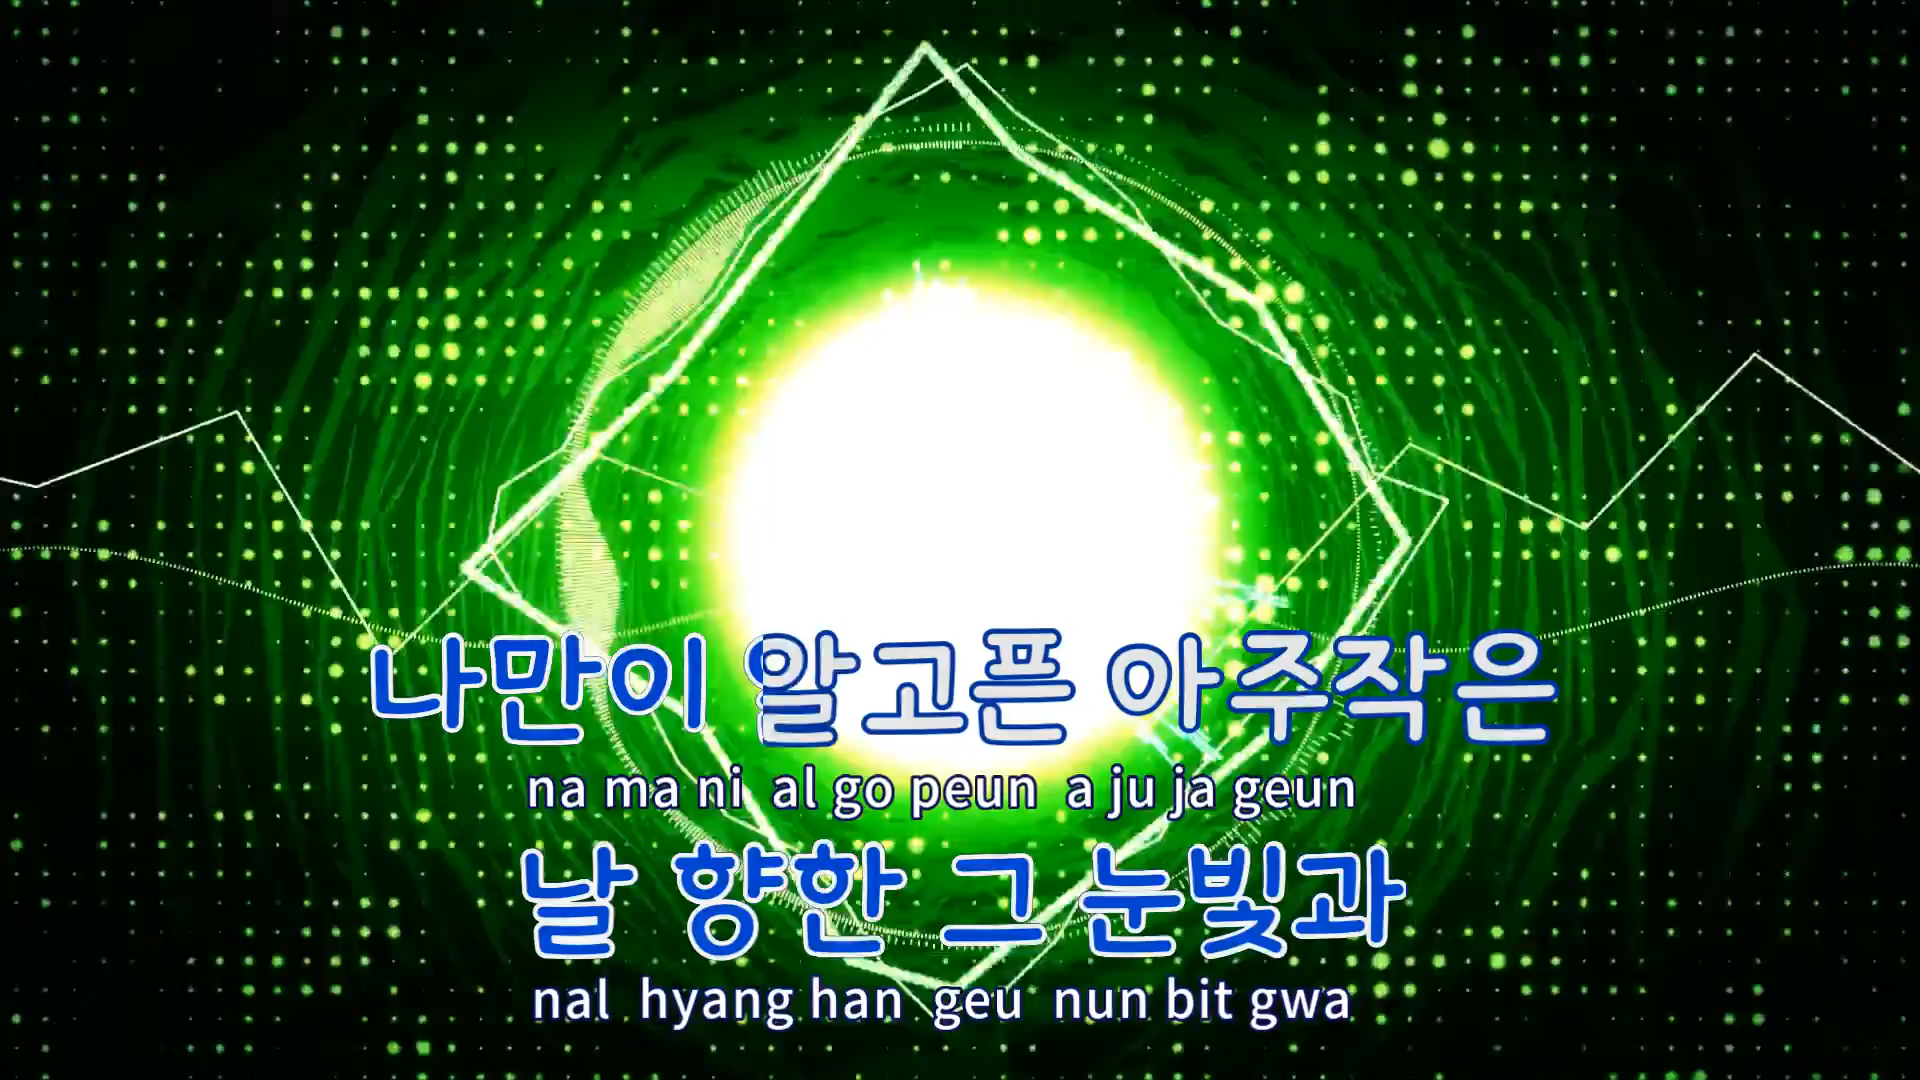 나만이 알고픈 아주작은
na ma ni al go peun a ju ja geun
날 향한 그 눈빛과
nal hyang han geu nun bit gwa